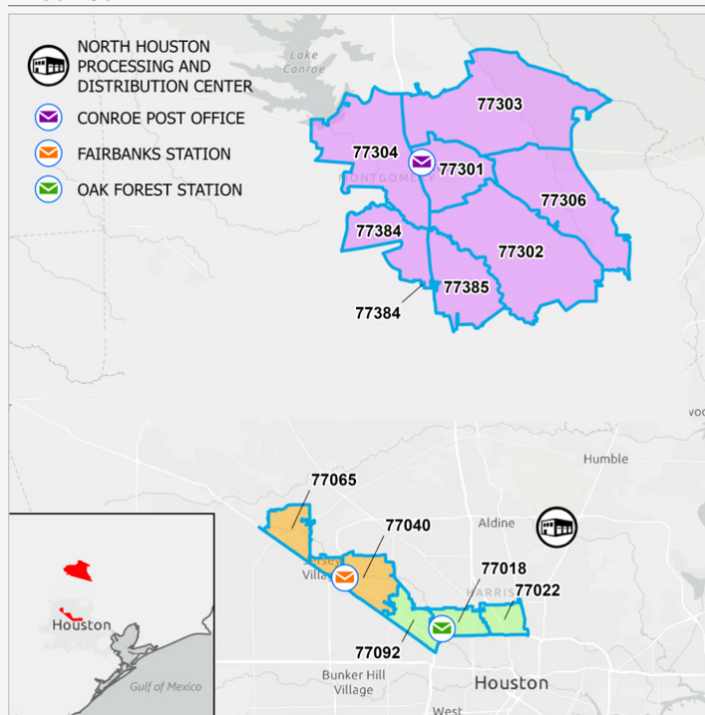 NORTH HOUSTON
PROCESSING AND
DISTRIBUTION CENTER
CONROE POST OFFICE
FAIRBANKS STATION
OAK FOREST STATION
Lake
Conroe
77303
77304
77301
77306
77384
77302
77385
77384
Humble
77065
77040
Aldine
77018
77022
77092
Bunker Hill
Village
Houston
West
Houston
Gulf of Mexico